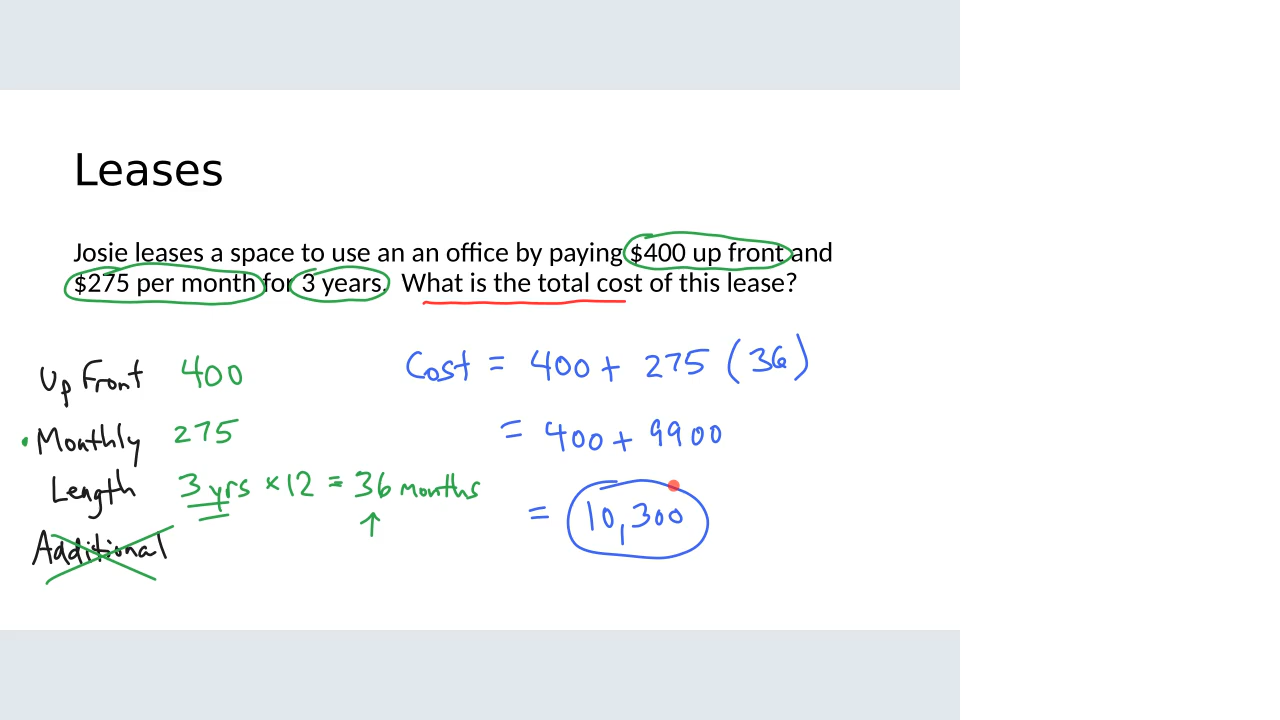 Leases
Josie leases a space to use an an office by paying $400 up front and
$275 per month for 3 years. What is the total cost of this lease?
Up Front 400
Monthly 275
Length 3 yrs × 12 = 36 months
↑
Additional
Cost = 400 + 275 (36)
= 400 + 9900
= 10,300